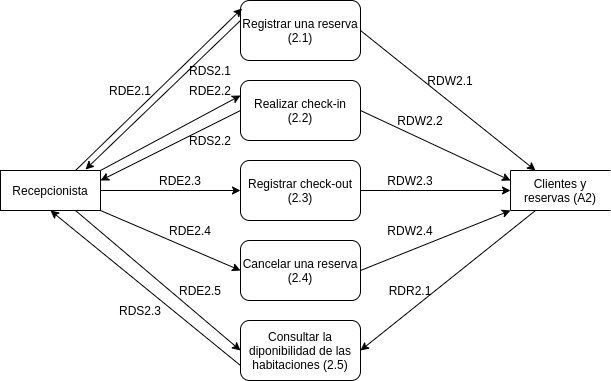 Registrar una reserva
(2.1)
RDS2.1
RDE2.1
RDE2.2
RDW2.1
Realizar check-in
(2.2)
RDW2.2
RDS2.2
Recepcionista
RDE2.3
Registrar check-out
(2.3)
RDW2.3
Clientes y
reservas (A2)
RDE2.4
RDW2.4
Cancelar una reserva
(2.4)
RDE2.5
RDR2.1
RDS2.3
Consultar la
diponibilidad de las
habitaciones (2.5)